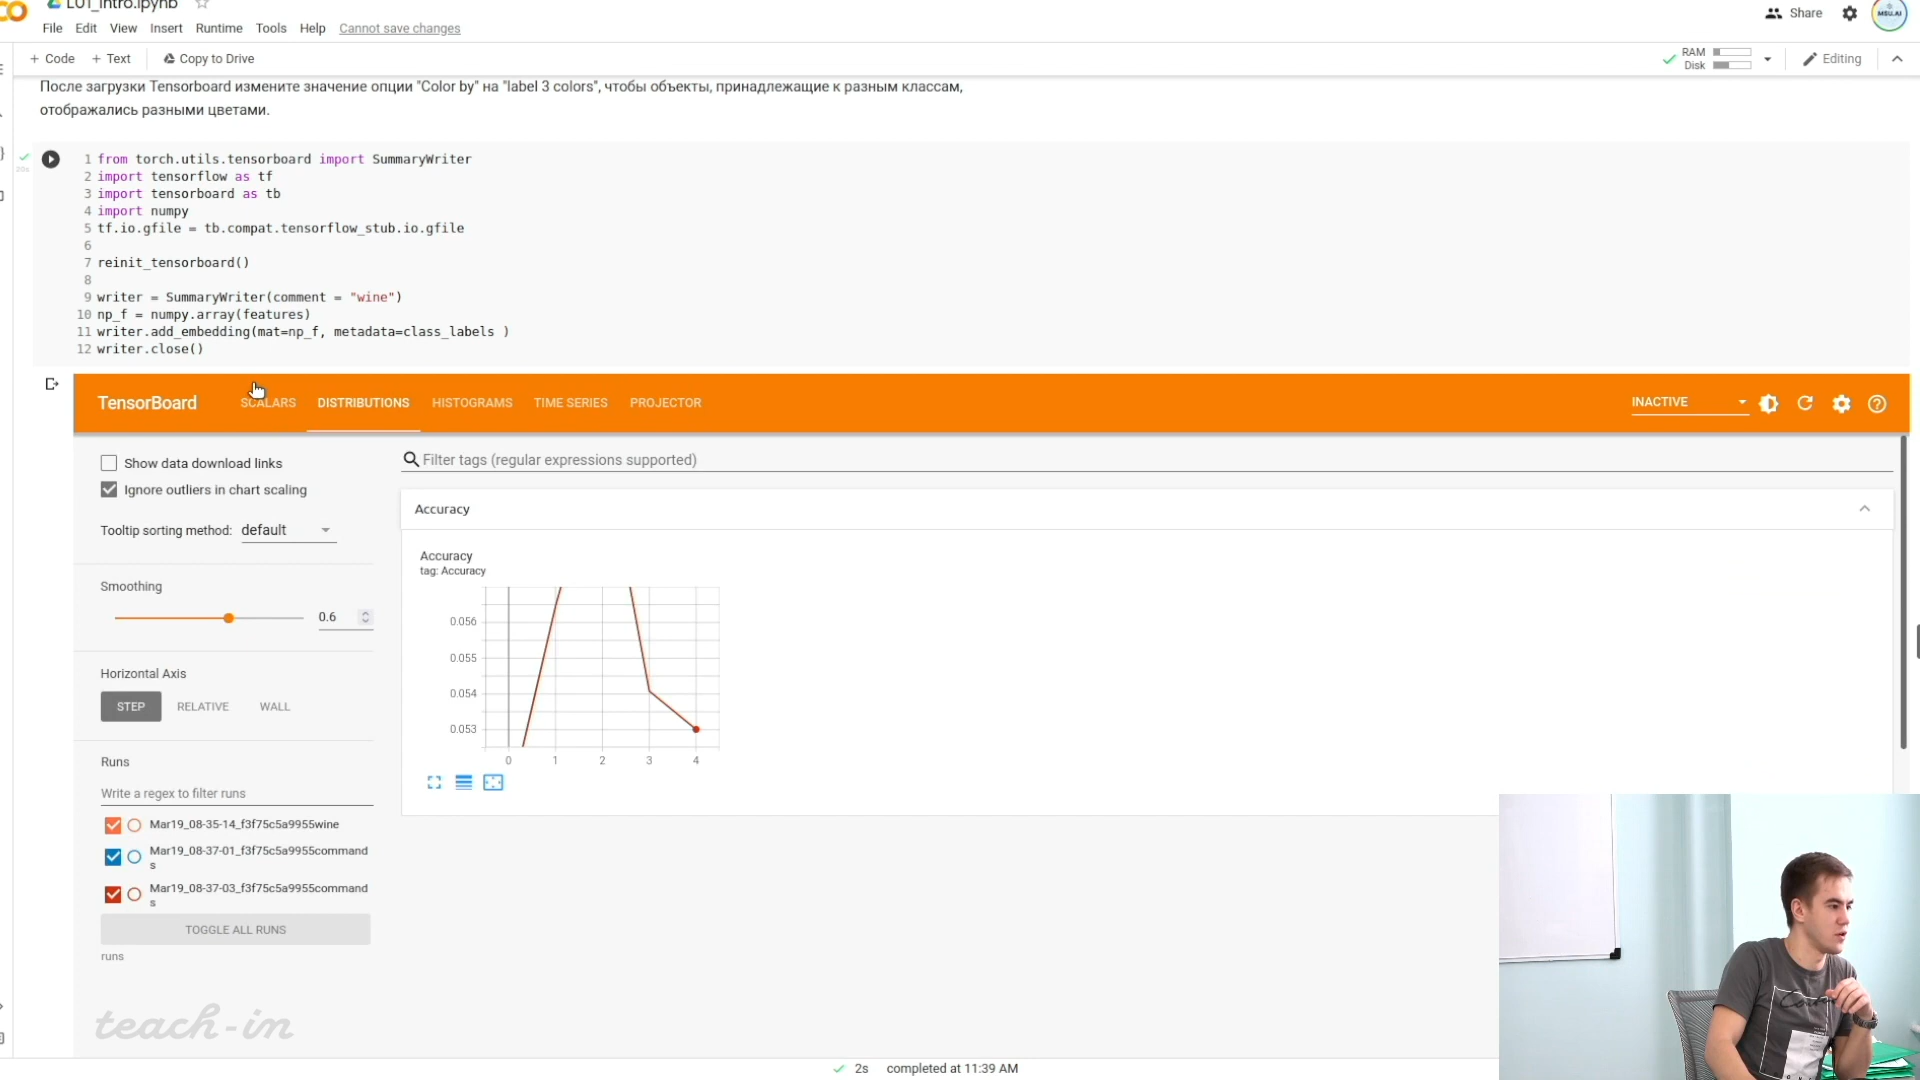 L01_Intro.ipynb
Share
MSU.AI
File Edit View Insert Runtime Tools Help Cannot save changes
+ Code + Text Copy to Drive
RAM
Disk
Editing
После загрузки Tensorboard измените значение опции "Color by" на "label 3 colors", чтобы объекты, принадлежащие к разным классам,
отображались разными цветами.
20s
1 from torch.utils.tensorboard import SummaryWriter
2 import tensorflow as tf
3 import tensorboard as tb
4 import numpy
5 tf.io.gfile = tb.compat.tensorflow_stub.io.gfile
6
7 reinit_tensorboard()
8
9 writer = SummaryWriter(comment = "wine")
10 np_f = numpy.array(features)
11 writer.add_embedding(mat=np_f, metadata=class_labels )
12 writer.close()
TensorBoard SCALARS DISTRIBUTIONS HISTOGRAMS TIME SERIES PROJECTOR INACTIVE
Show data download links
Ignore outliers in chart scaling
Tooltip sorting method: default
Smoothing
0.6
Horizontal Axis
STEP RELATIVE WALL
Runs
Write a regex to filter runs
Mar19_08-35-14_f3f75c5a9955wine
Mar19_08-37-01_f3f75c5a9955command
s
Mar19_08-37-03_f3f75c5a9955command
s
TOGGLE ALL RUNS
runs
Filter tags (regular expressions supported)
Accuracy
Accuracy
tag: Accuracy
0.056
0.055
0.054
0.053
0 1 2 3 4
teach-in
2s completed at 11:39 AM